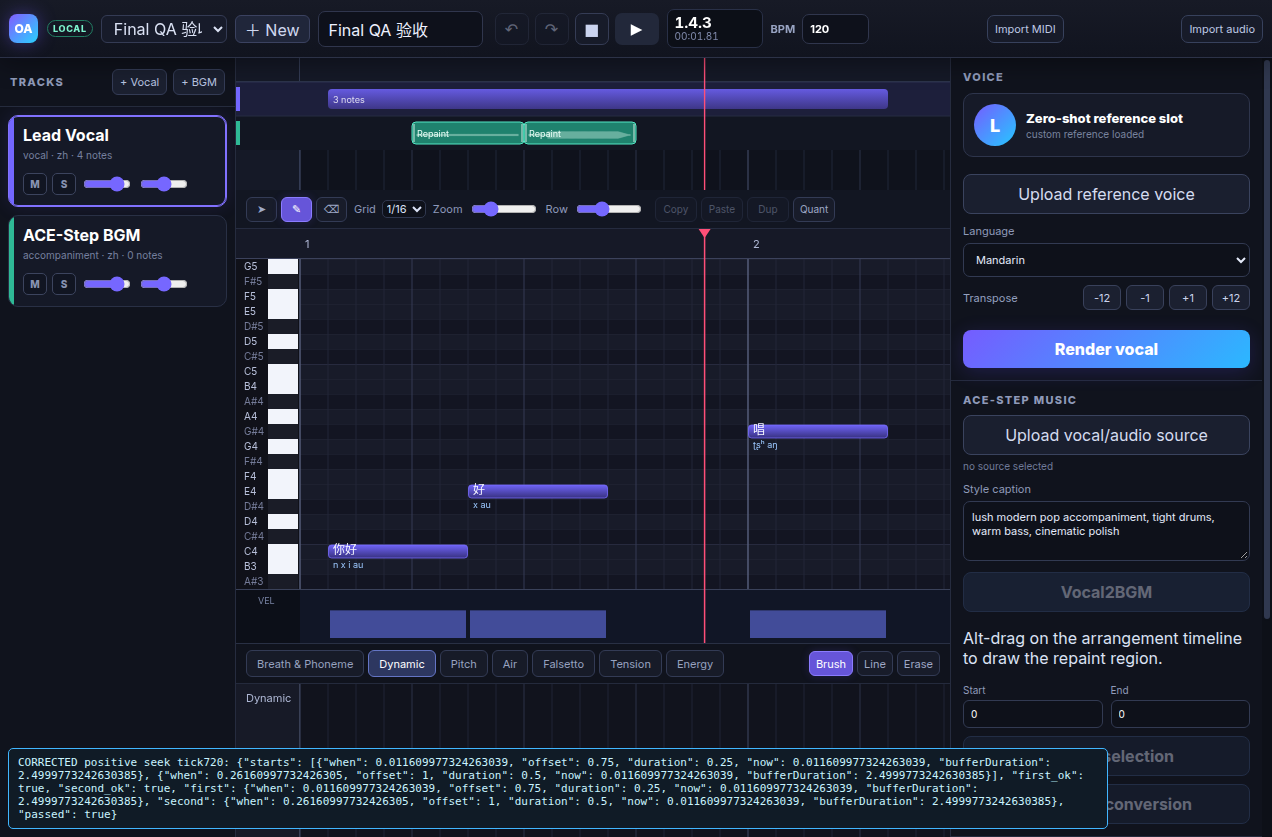 OA LOCAL Final QA 验 + New Final QA 验收 1.4.3 BPM 120 Import MIDI Import audio
00:01.81
TRACKS + Vocal + BGM
Lead Vocal
vocal · zh · 4 notes
M S
ACE-Step BGM
accompaniment · zh · 0 notes
M S
3 notes
Repaint Repaint
Grid 1/16 Zoom Row Copy Paste Dup Quant
1 2
G5
F#5
F5
E5
D#5
D5
C#5
C5
B4
A#4
A4
G#4 唱
G4 tʂʰ aŋ
F#4
F4
E4 好
D#4 x au
D4
C#4
C4 你好
B3 n x i au
A#3
VEL
Breath & Phoneme Dynamic Pitch Air Falsetto Tension Energy Brush Line Erase
Dynamic
VOICE
L Zero-shot reference slot
custom reference loaded
Upload reference voice
Language
Mandarin
Transpose -12 -1 +1 +12
Render vocal
ACE-STEP MUSIC
Upload vocal/audio source
no source selected
Style caption
lush modern pop accompaniment, tight drums,
warm bass, cinematic polish
Vocal2BGM
Alt-drag on the arrangement timeline
to draw the repaint region.
Start End
0 0
selection
conversion
CORRECTED positive seek tick720: {"starts": [{"when": 0.011609977324263039, "offset": 0.75, "duration": 0.25, "now": 0.011609977324263039, "bufferDuration":
2.4999773242630385}, {"when": 0.26160997732426305, "offset": 1, "duration": 0.5, "now": 0.011609977324263039, "bufferDuration": 2.4999773242630385}], "first_ok":
true, "second_ok": true, "first": {"when": 0.011609977324263039, "offset": 0.75, "duration": 0.25, "now": 0.011609977324263039, "bufferDuration":
2.4999773242630385}, "second": {"when": 0.26160997732426305, "offset": 1, "duration": 0.5, "now": 0.011609977324263039, "bufferDuration": 2.4999773242630385},
"passed": true}